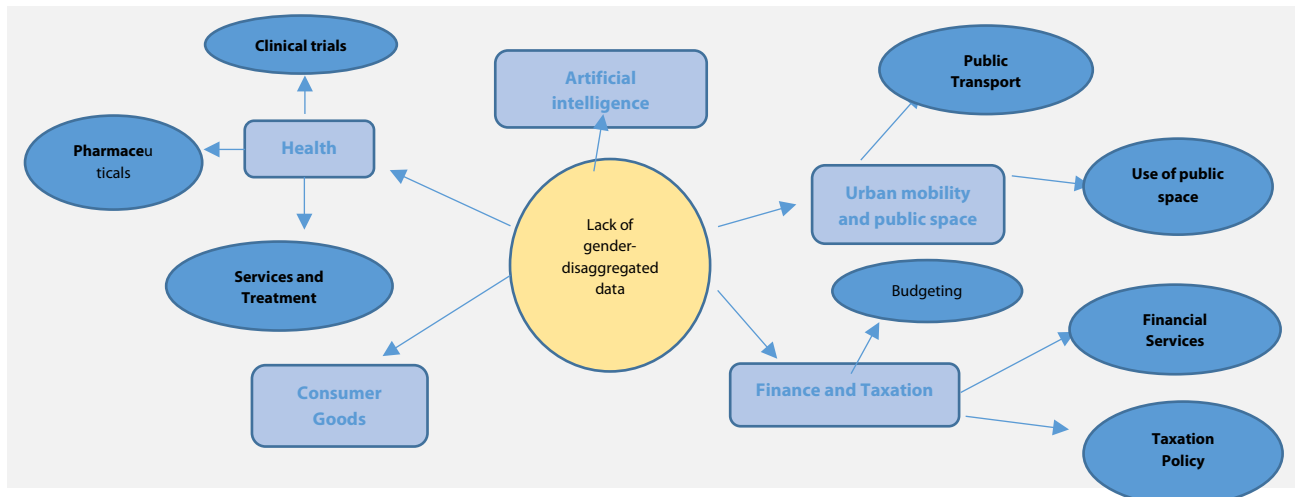 Clinical trials
Artificial
intelligence
Public
Transport
Pharmaceu
ticals
Health
Urban mobility
and public space
Use of public
space
Lack of
gender-
disaggregated
data
Services and
Treatment
Budgeting
Financial
Services
Consumer
Goods
Finance and Taxation
Taxation
Policy